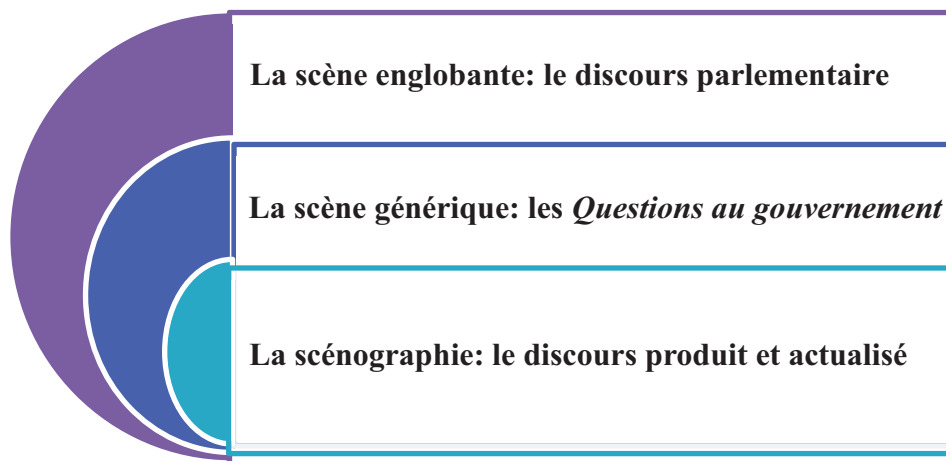 La scène englobante: le discours parlementaire
La scène générique: les Questions au gouvernement
La scénographie: le discours produit et actualisé